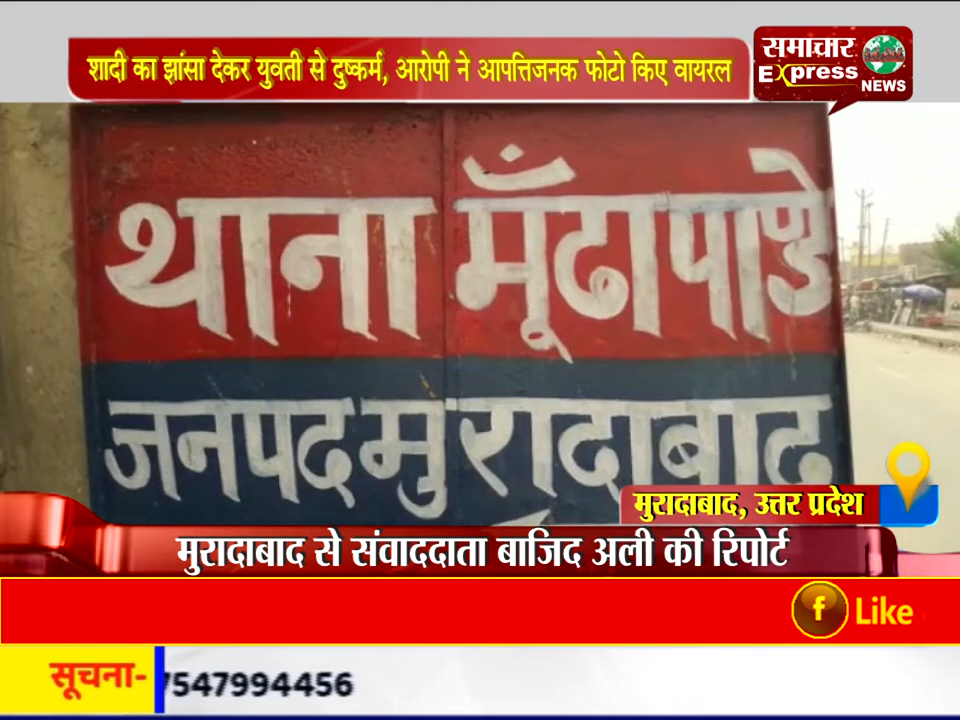 शादी का झांसा देकर युवती से दुष्कर्म, आरोपी ने आपत्तिजनक फोटो किए वायरल
समाचार
Express
NEWS
थाना मूँढापाण्डे
जनपद मुरादाबाद
मुरादाबाद, उत्तर प्रदेश
मुरादाबाद से संवाददाता बाजिद अली की रिपोर्ट
f Like
सूचना- 7547994456